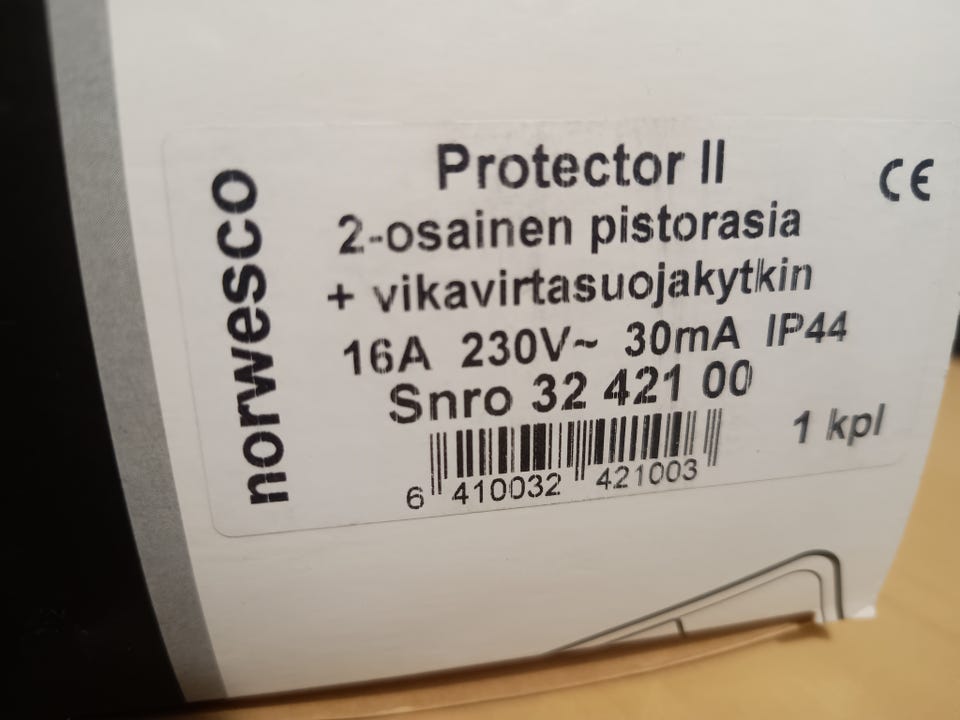 norwesco
Protector II
CE
2-osainen pistorasia
+ vikavirtasuojakytkin
16A 230V~ 30mA IP44
Snro 32 421 00
1 kpl
6 410032 421003